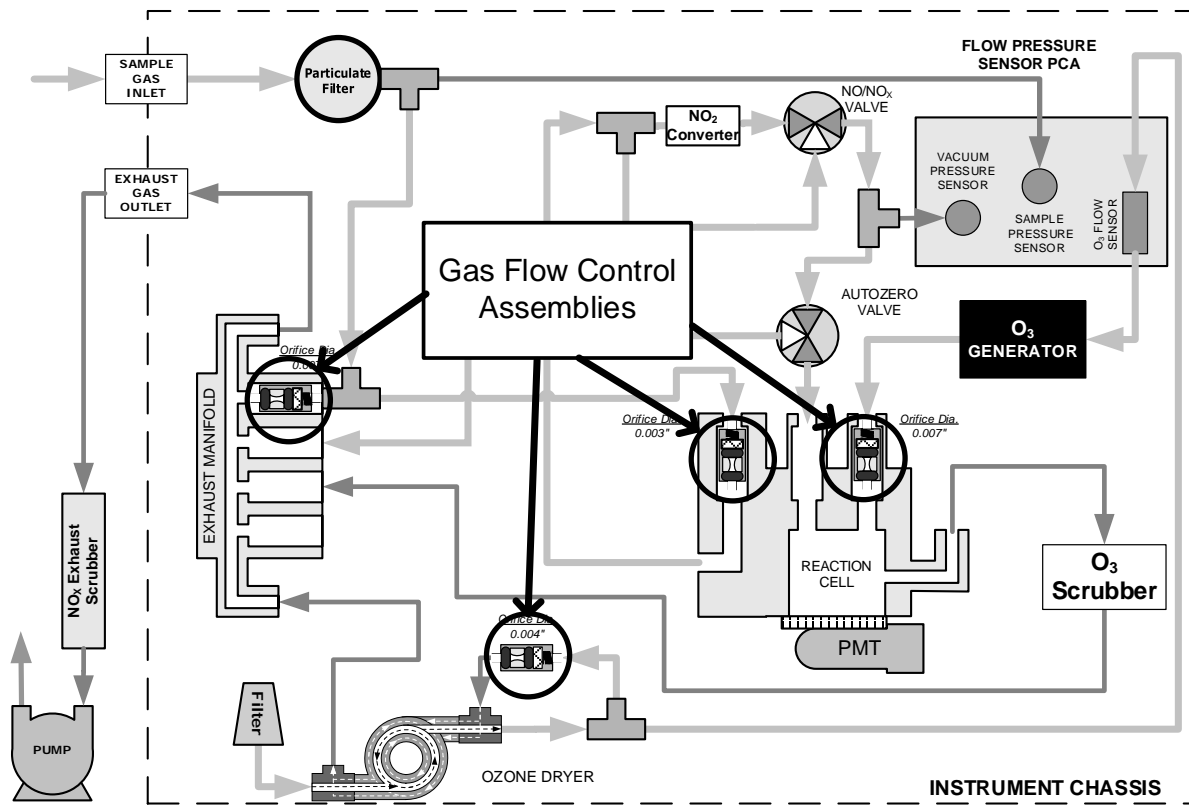 SAMPLE
GAS
INLET
Particulate
Filter
FLOW PRESSURE
SENSOR PCA
NO/NOX
VALVE
NO2
Converter
EXHAUST
GAS
OUTLET
VACUUM
PRESSURE
SENSOR
SAMPLE
PRESSURE
SENSOR
O3 FLOW
SENSOR
Gas Flow Control
Assemblies
AUTOZERO
VALVE
O3
GENERATOR
Orifice Dia.
EXHAUST MANIFOLD
Orifice Dia.
0.003"
Orifice Dia.
0.007"
NOX Exhaust
Scrubber
REACTION
CELL
O3
Scrubber
Orifice Dia.
0.004"
PMT
Filter
PUMP
OZONE DRYER
INSTRUMENT CHASSIS